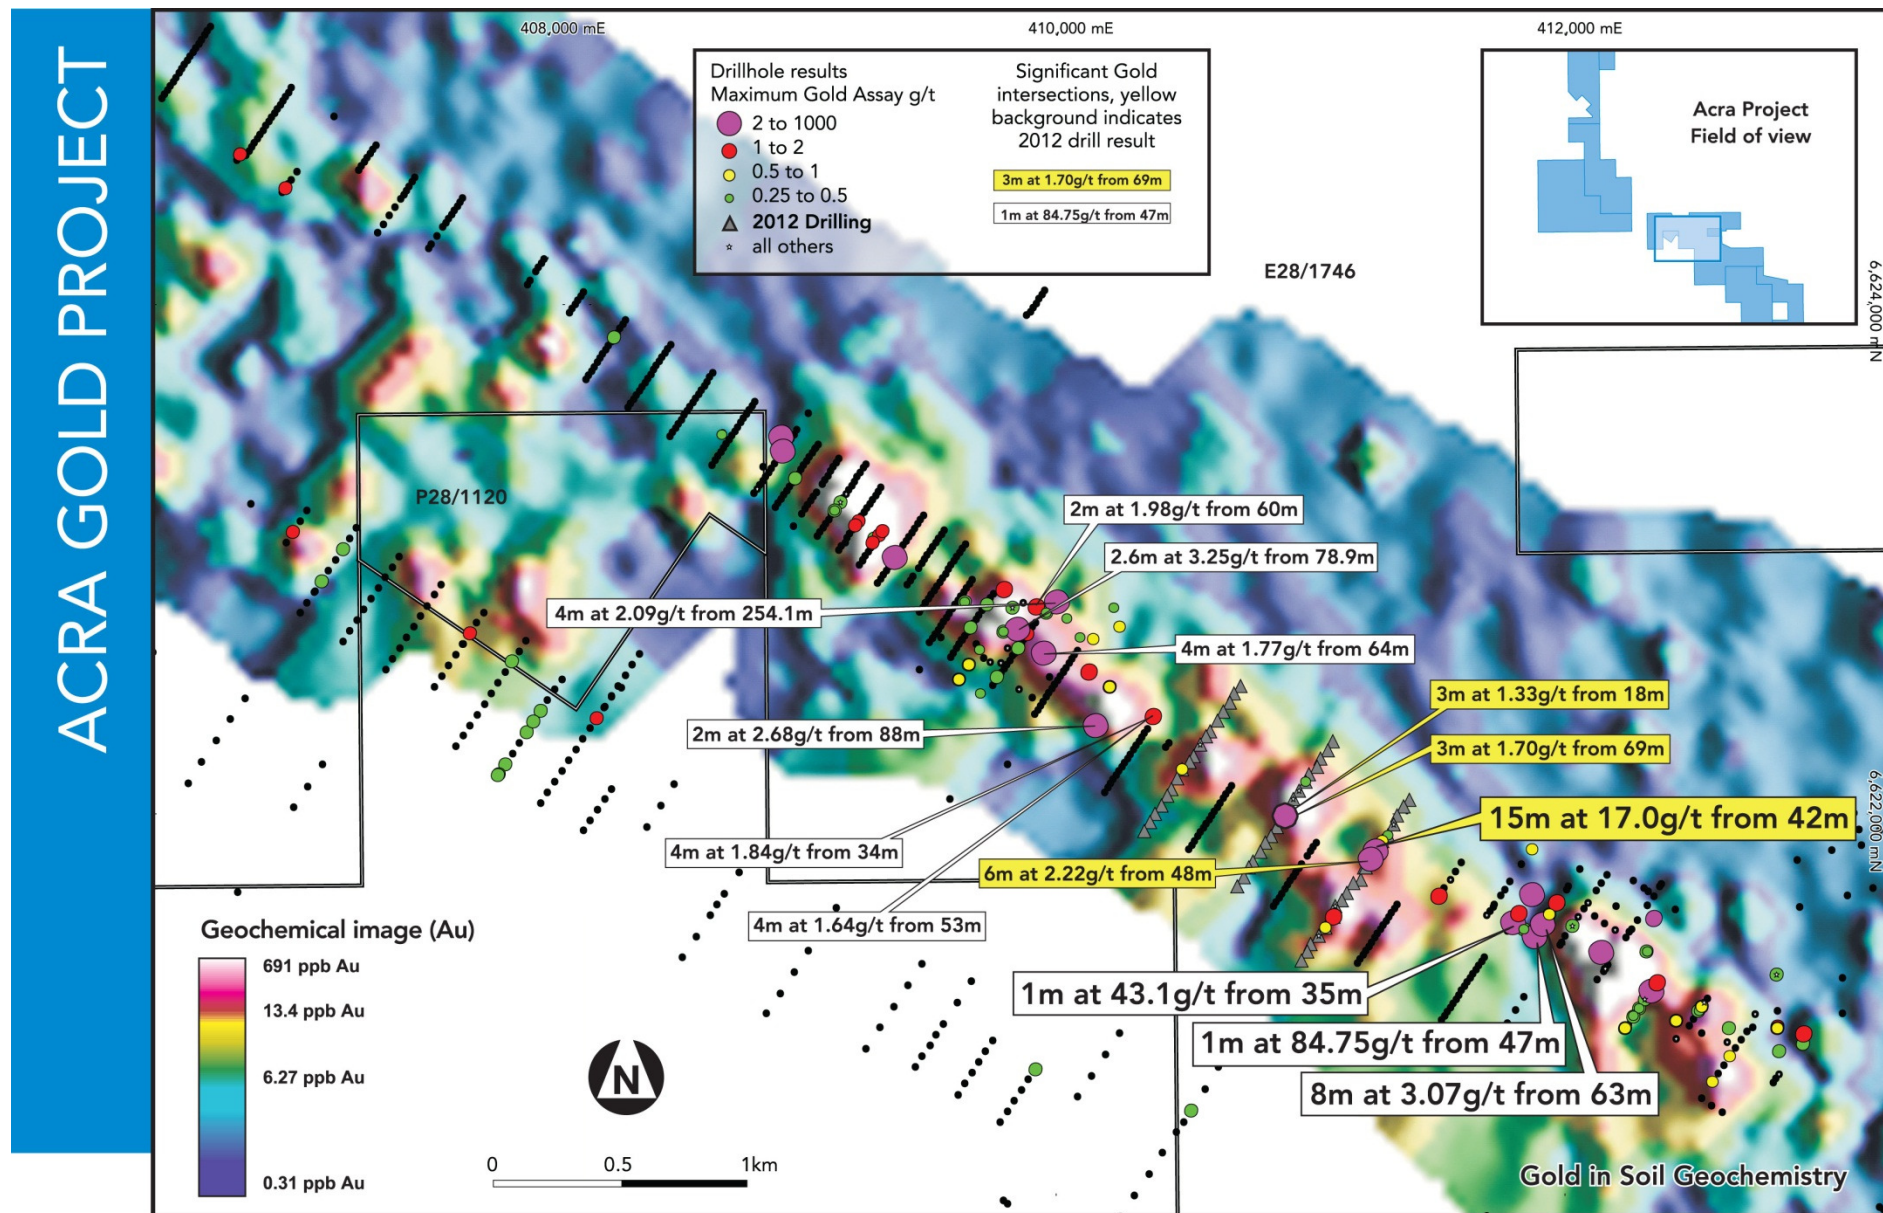 ACRA GOLD PROJECT
408,000 mE
410,000 mE
412,000 mE
Drillhole results
Maximum Gold Assay g/t
2 to 1000
1 to 2
0.5 to 1
0.25 to 0.5
2012 Drilling
all others
Significant Gold
intersections, yellow
background indicates
2012 drill result
3m at 1.70g/t from 69m
1m at 84.75g/t from 47m
Acra Project
Field of view
E28/1746
6,624,000 mN
P28/1120
2m at 1.98g/t from 60m
2.6m at 3.25g/t from 78.9m
4m at 2.09g/t from 254.1m
4m at 1.77g/t from 64m
3m at 1.33g/t from 18m
2m at 2.68g/t from 88m
3m at 1.70g/t from 69m
6,622,000 mN
15m at 17.0g/t from 42m
4m at 1.84g/t from 34m
6m at 2.22g/t from 48m
4m at 1.64g/t from 53m
Geochemical image (Au)
691 ppb Au
13.4 ppb Au
6.27 ppb Au
0.31 ppb Au
1m at 43.1g/t from 35m
1m at 84.75g/t from 47m
8m at 3.07g/t from 63m
N
0 0.5 1km
Gold in Soil Geochemistry